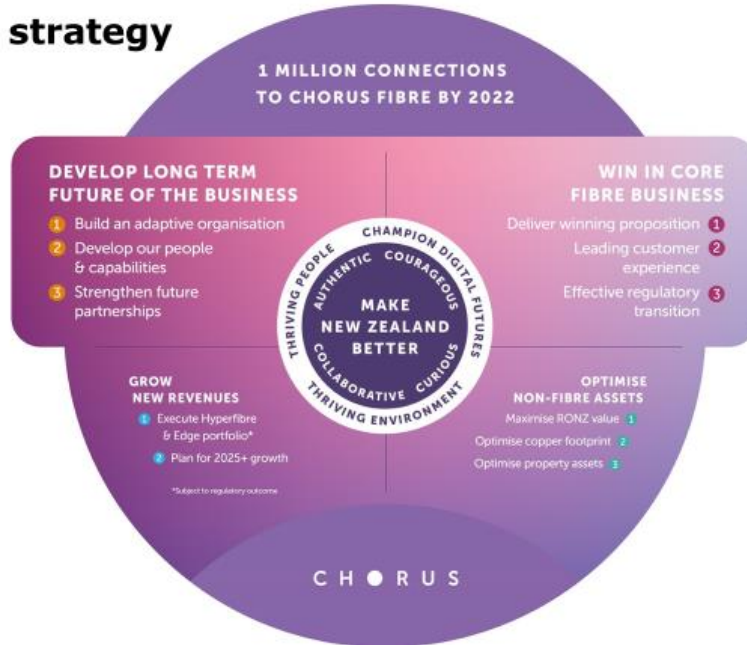 strategy
1 MILLION CONNECTIONS
TO CHORUS FIBRE BY 2022
DEVELOP LONG TERM
FUTURE OF THE BUSINESS
1 Build an adaptive organisation
2 Develop our people
& capabilities
3 Strengthen future
partnerships
WIN IN CORE
FIBRE BUSINESS
Deliver winning proposition 1
Leading customer 2
experience
Effective regulatory 3
transition
THRIVING PEOPLE
CHAMPION DIGITAL FUTURES
THRIVING ENVIRONMENT
AUTHENTIC
COURAGEOUS
COLLABORATIVE
CURIOUS
MAKE
NEW ZEALAND
BETTER
GROW
NEW REVENUES
1 Execute Hyperfibre
& Edge portfolio*
2 Plan for 2025+ growth
*Subject to regulatory outcome
OPTIMISE
NON-FIBRE ASSETS
Maximise RONZ value 1
Optimise copper footprint 2
Optimise property assets 3
CHORUS